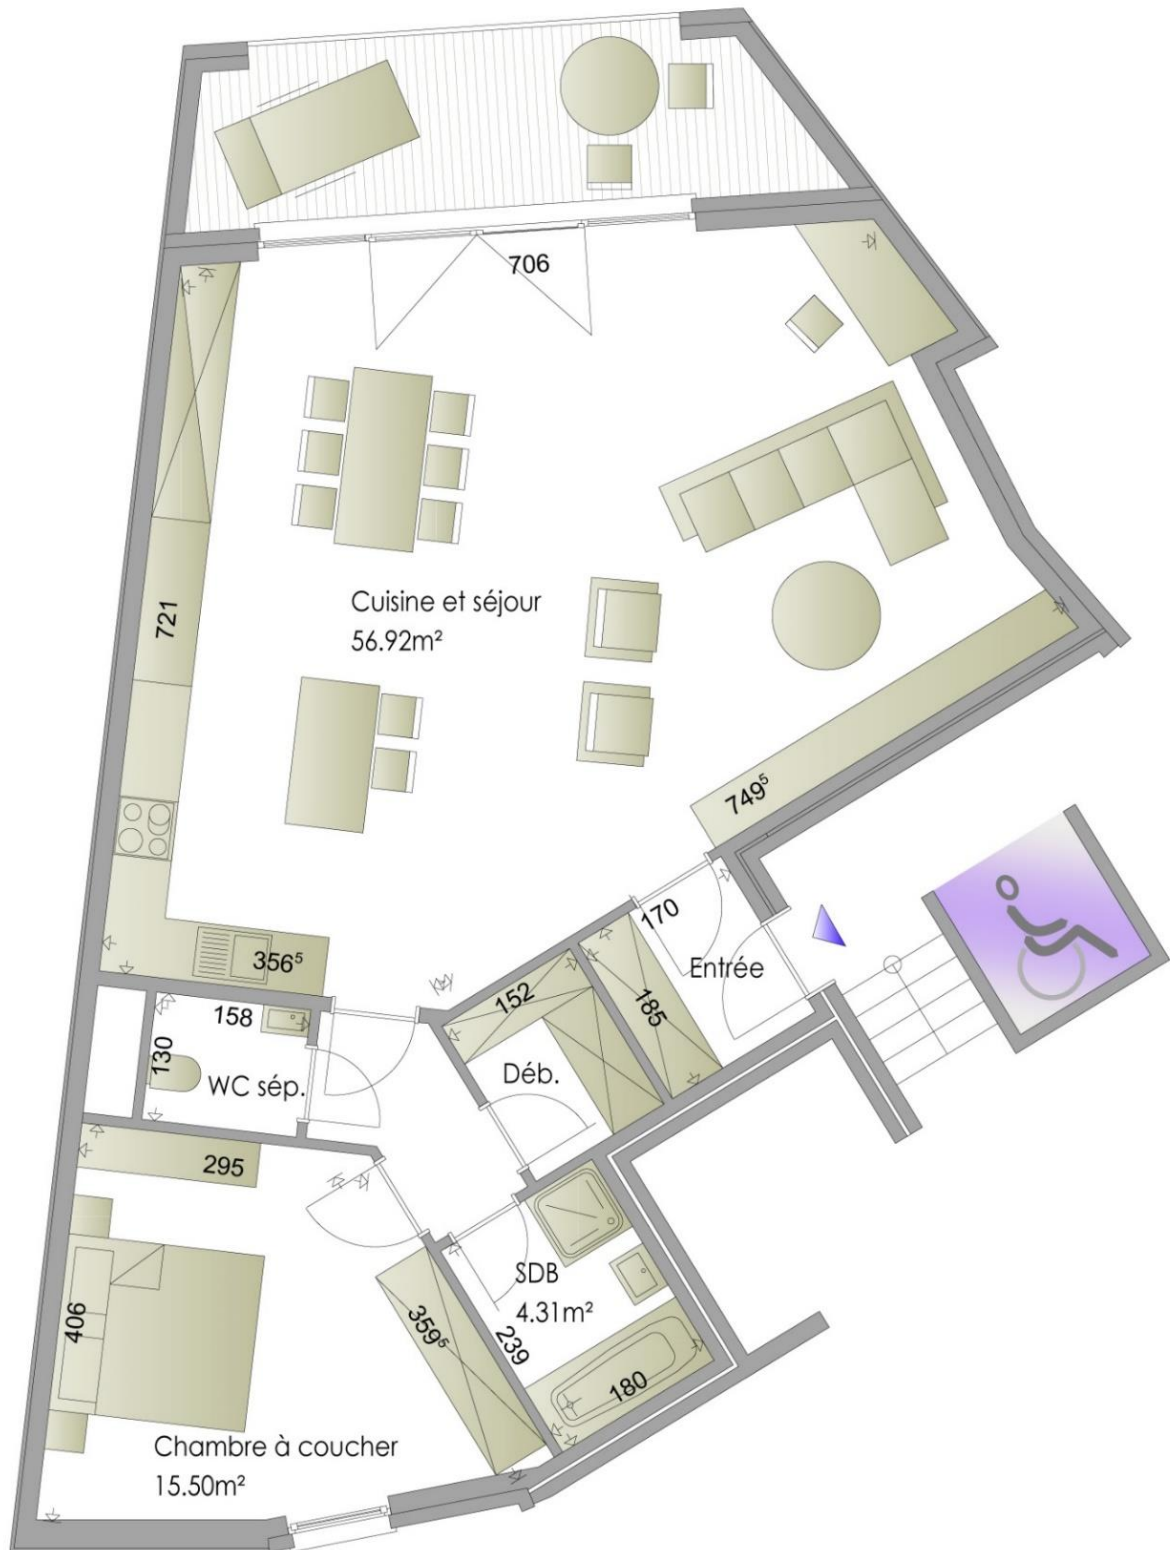 706
721
Cuisine et séjour
56.92m²
749⁵
170
Entrée
356⁵
152
185
158
130
WC sép.
Déb.
295
SDB
4.31m²
406
359⁵
239
180
Chambre à coucher
15.50m²